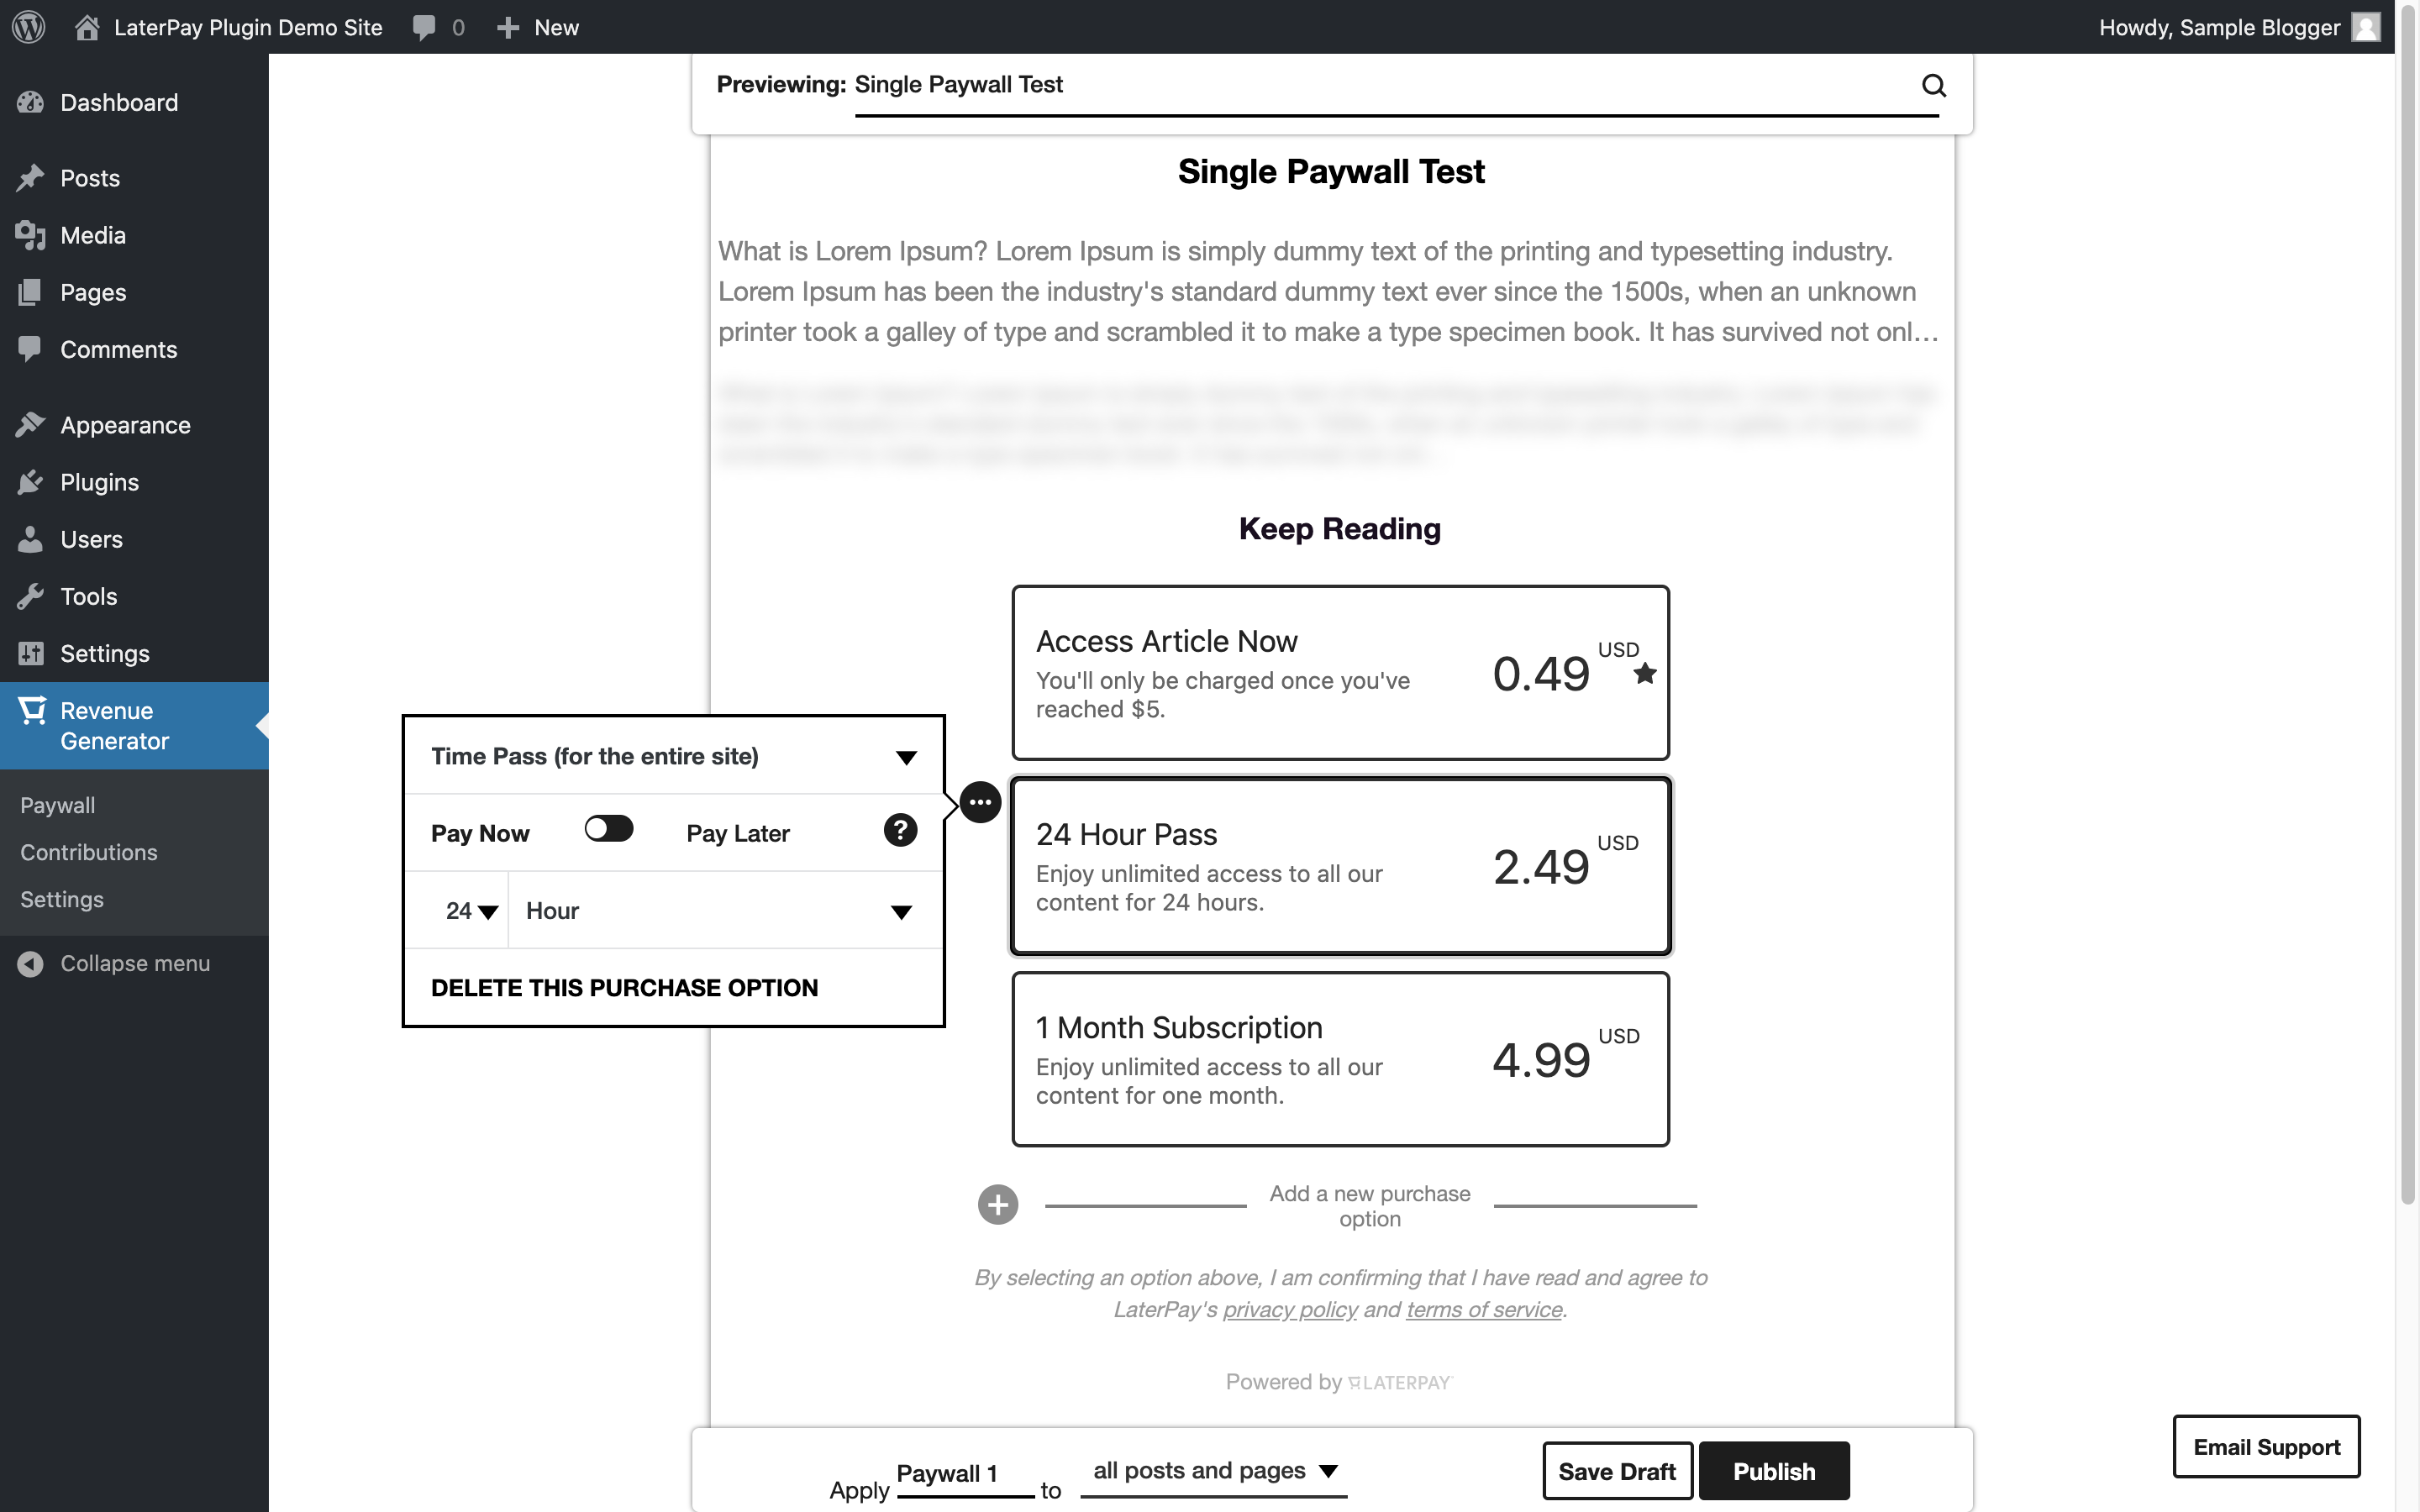 LaterPay Plugin Demo Site
0
New
Howdy, Sample Blogger
Dashboard
Posts
Media
Pages
Comments
Appearance
Plugins
Users
Tools
Settings
Revenue
Generator
Paywall
Contributions
Settings
Collapse menu
Previewing: Single Paywall Test
Single Paywall Test
What is Lorem Ipsum? Lorem Ipsum is simply dummy text of the printing and typesetting industry.
Lorem Ipsum has been the industry's standard dummy text ever since the 1500s, when an unknown
printer took a galley of type and scrambled it to make a type specimen book. It has survived not onl…
Keep Reading
Access Article Now
You'll only be charged once you've
reached $5.
0.49 USD
Time Pass (for the entire site)
Pay Now
Pay Later
?
24
Hour
DELETE THIS PURCHASE OPTION
24 Hour Pass
Enjoy unlimited access to all our
content for 24 hours.
2.49 USD
1 Month Subscription
Enjoy unlimited access to all our
content for one month.
4.99 USD
Add a new purchase
option
By selecting an option above, I am confirming that I have read and agree to
LaterPay's privacy policy and terms of service.
Powered by LATERPAY
Apply Paywall 1 to all posts and pages
Save Draft
Publish
Email Support